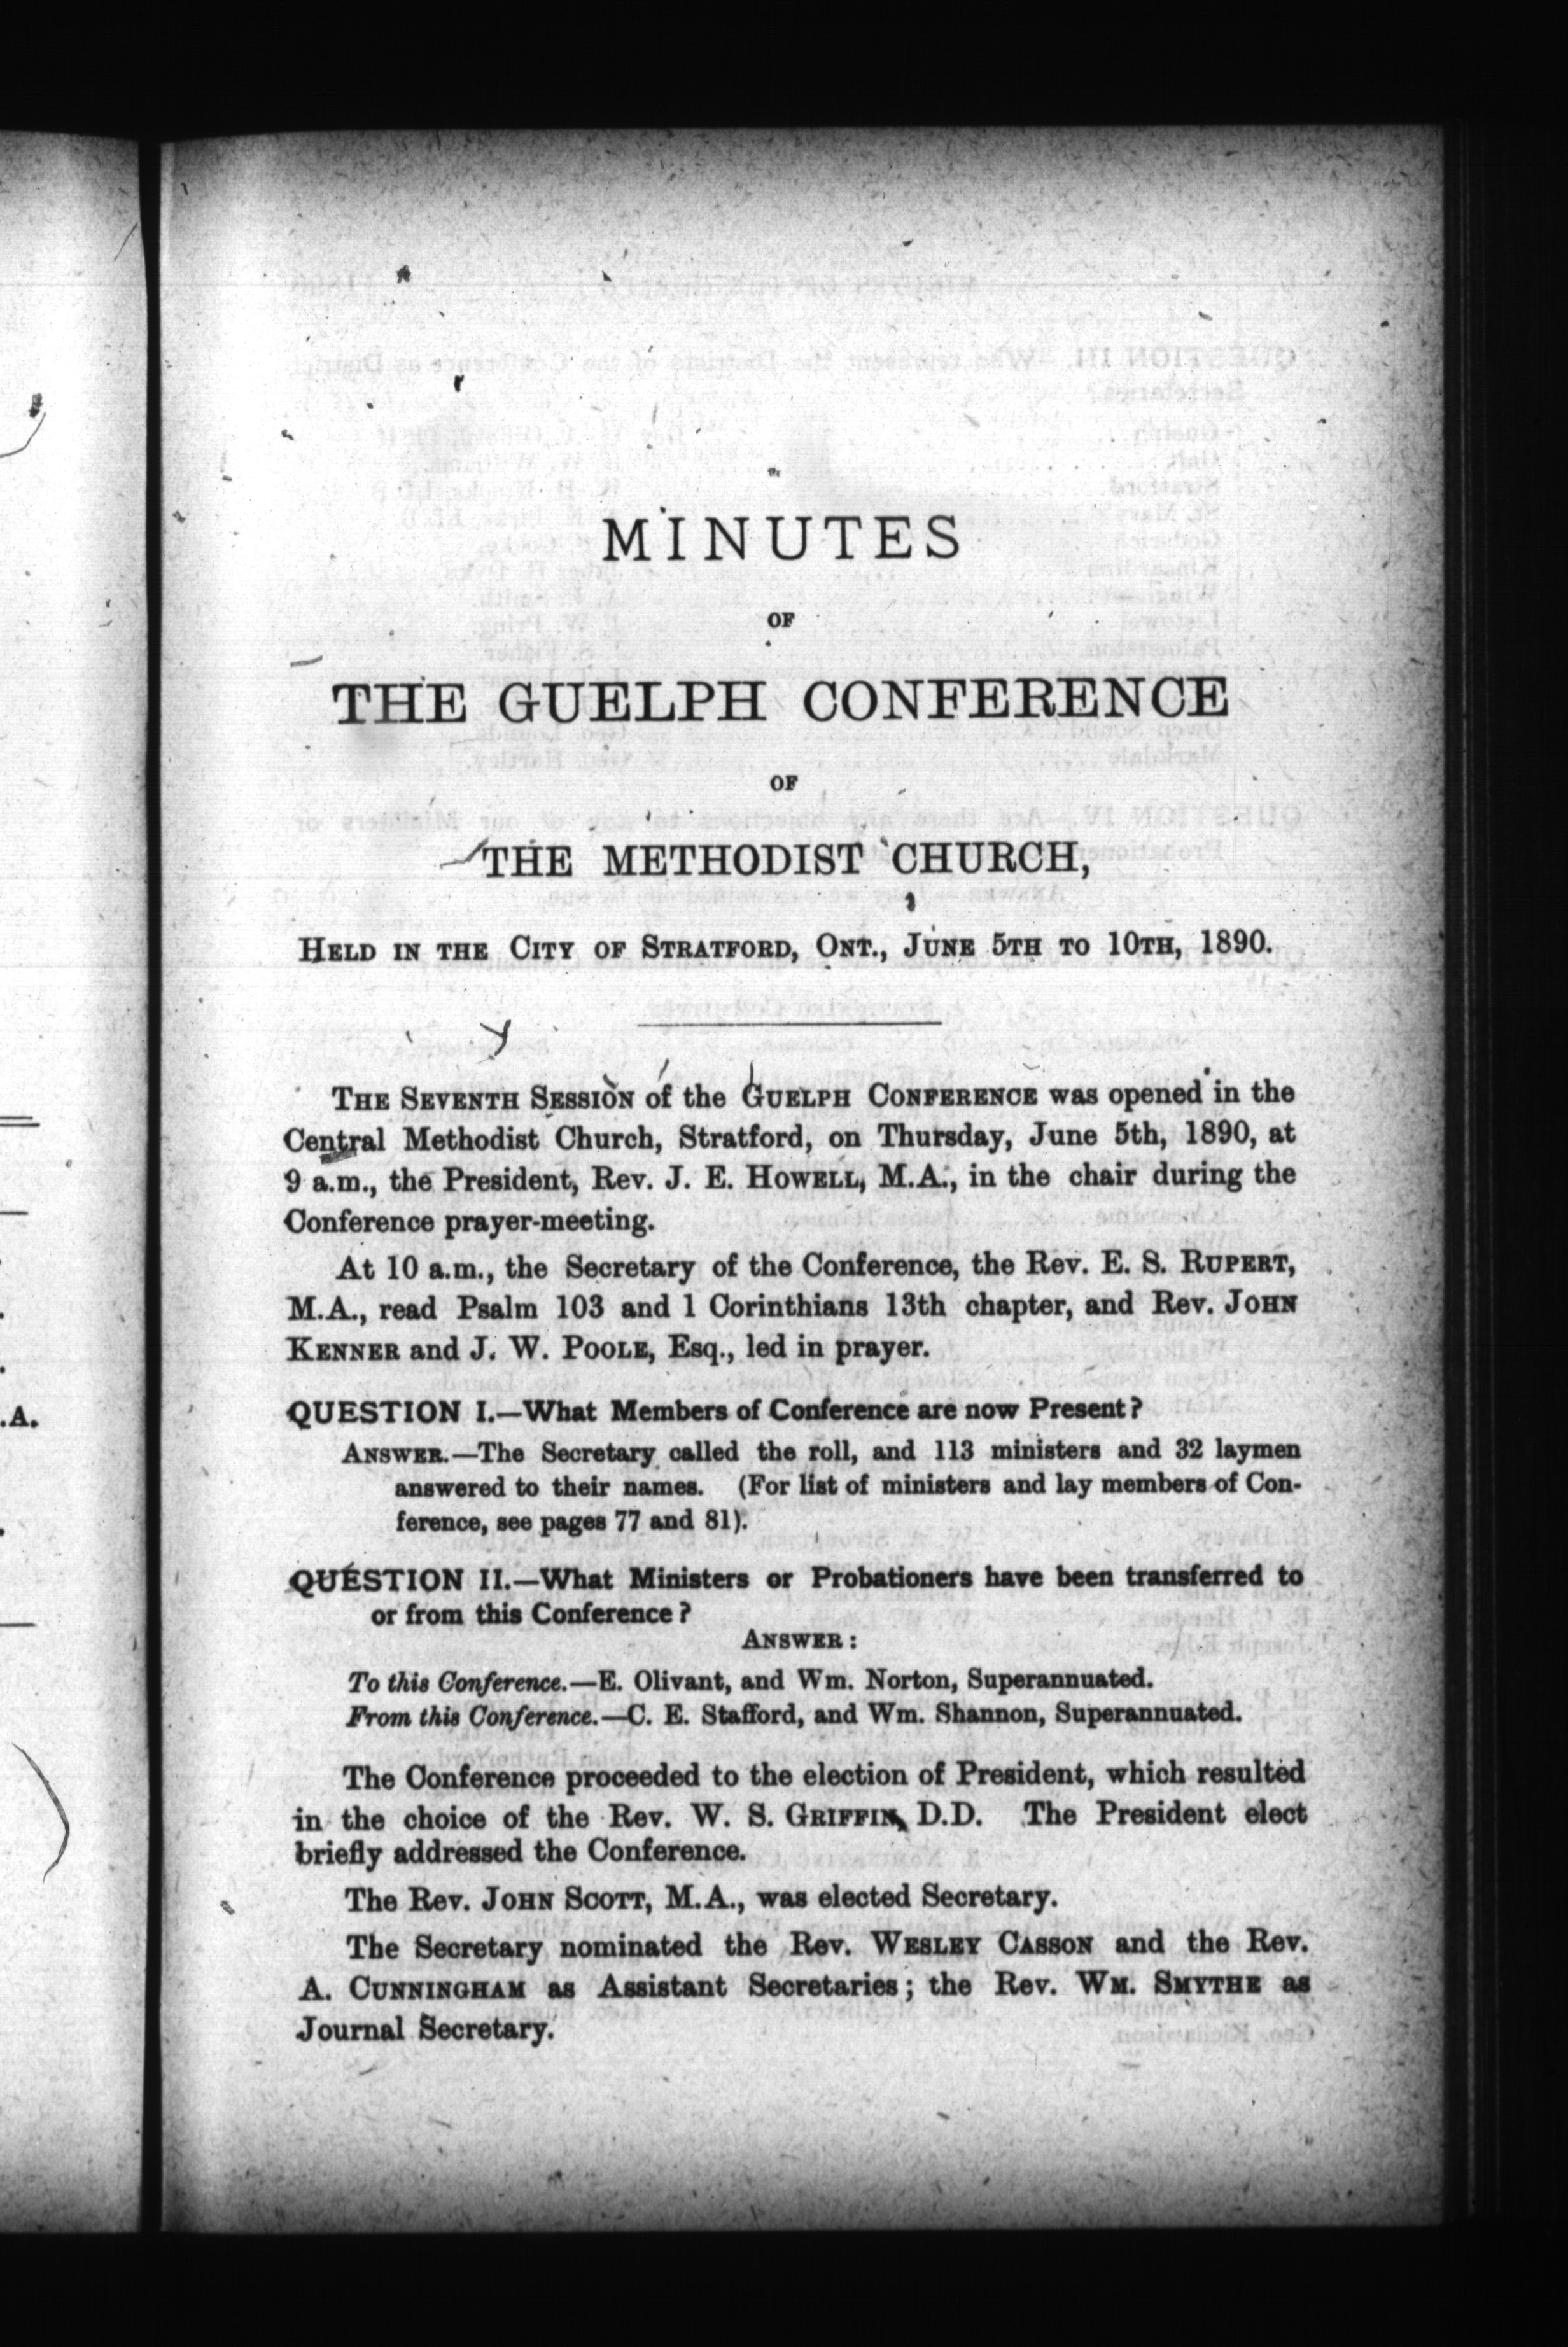 MINUTES
OF
THE GUELPH CONFERENCE
OF
THE METHODIST CHURCH,
HELD IN THE CITY OF STRATFORD, ONT., JUNE 5TH TO 10TH, 1890.
THE SEVENTH SESSION of the GUELPH CONFERENCE was opened in the
Central Methodist Church, Stratford, on Thursday, June 5th, 1890, at
9 a.m., the President, Rev. J. E. HOWELL, M.A., in the chair during the
Conference prayer-meeting.
At 10 a.m., the Secretary of the Conference, the Rev. E. S. RUPERT,
M.A., read Psalm 103 and 1 Corinthians 13th chapter, and Rev. JOHN
KENNER and J. W. POOLE, Esq., led in prayer.
QUESTION I.—What Members of Conference are now Present?
ANSWER.—The Secretary called the roll, and 113 ministers and 32 laymen
answered to their names. (For list of ministers and lay members of Con-
ference, see pages 77 and 81).
QUESTION II.—What Ministers or Probationers have been transferred to
or from this Conference?
ANSWER:
To this Conference.—E. Olivant, and Wm. Norton, Superannuated.
From this Conference.—C. E. Stafford, and Wm. Shannon, Superannuated.
The Conference proceeded to the election of President, which resulted
in the choice of the Rev. W. S. GRIFFIN, D.D. The President elect
briefly addressed the Conference.
The Rev. JOHN SCOTT, M.A., was elected Secretary.
The Secretary nominated the Rev. WESLEY CASSON and the Rev.
A. CUNNINGHAM as Assistant Secretaries; the Rev. WM. SMYTHE as
Journal Secretary.
.A.